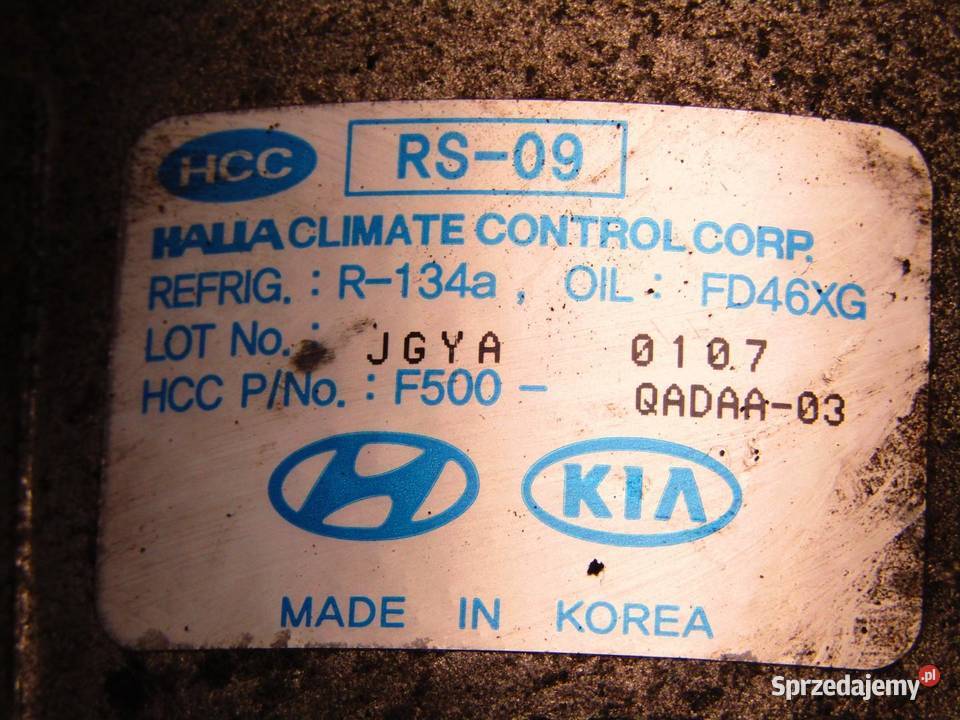 HCC RS-09
HALLA CLIMATE CONTROL CORP.
REFRIG. : R-134a , OIL : FD46XG
LOT No. : JGYA 0107
HCC P/No. : F500 - QADAA-03
KIA
MADE IN KOREA
Sprzedajemy.pl